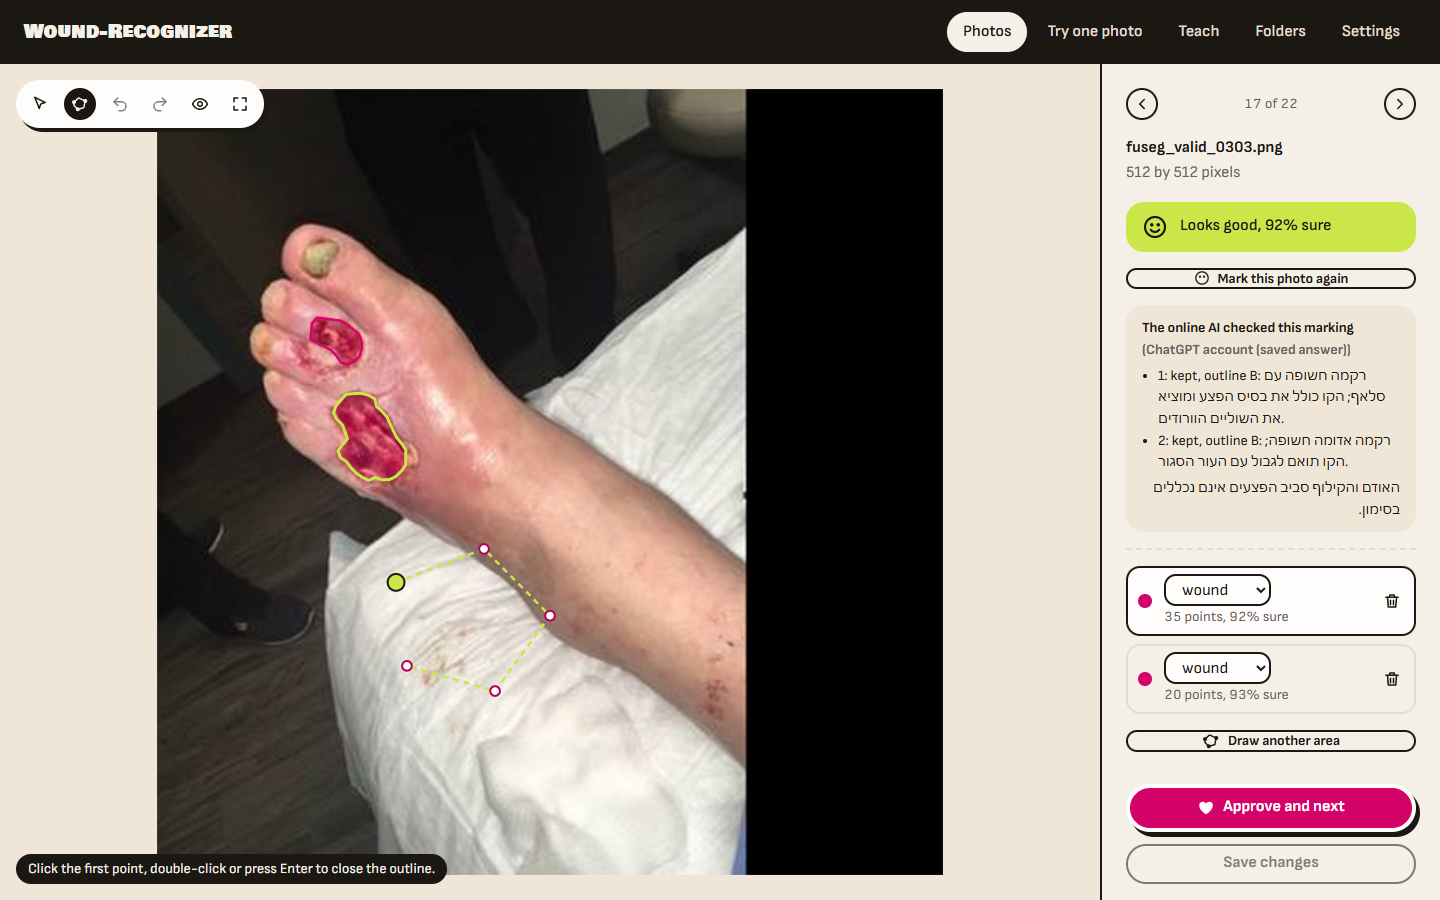 Wound-Recognizer
Photos
Try one photo
Teach
Folders
Settings
17 of 22
fuseg_valid_0303.png
512 by 512 pixels
Looks good, 92% sure
Mark this photo again
The online AI checked this marking
(ChatGPT account (saved answer))
• 1: kept, outline B: רקמה חשופה עם
סלאף; הקו כולל את בסיס הפצע ומוציא
את השוליים הוורודים.
• 2: kept, outline B: רקמה אדומה חשופה;
הקו תואם לגבול עם העור הסגור.
האודם והקילוף סביב הפצעים אינם נכללים
בסימון.
wound
35 points, 92% sure
wound
20 points, 93% sure
Draw another area
Approve and next
Save changes
Click the first point, double-click or press Enter to close the outline.